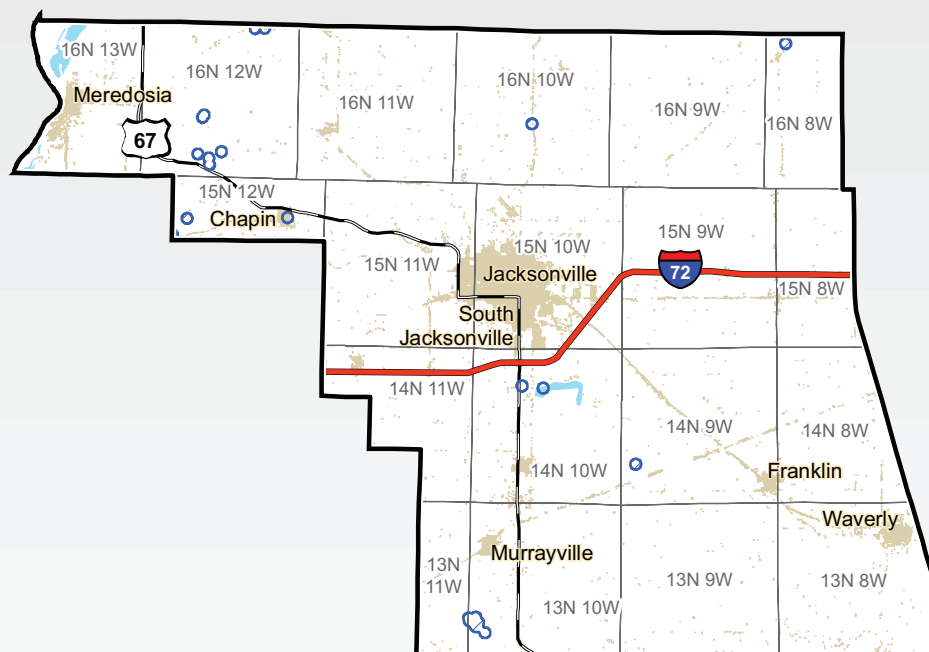 16N 13W
16N 12W
16N 11W
16N 10W
16N 9W
16N 8W
Meredosia
67
15N 12W
Chapin
15N 11W
15N 10W
15N 9W
72
15N 8W
Jacksonville
South
Jacksonville
14N 11W
14N 10W
14N 9W
14N 8W
Franklin
Waverly
Murrayville
13N
11W
13N 10W
13N 9W
13N 8W